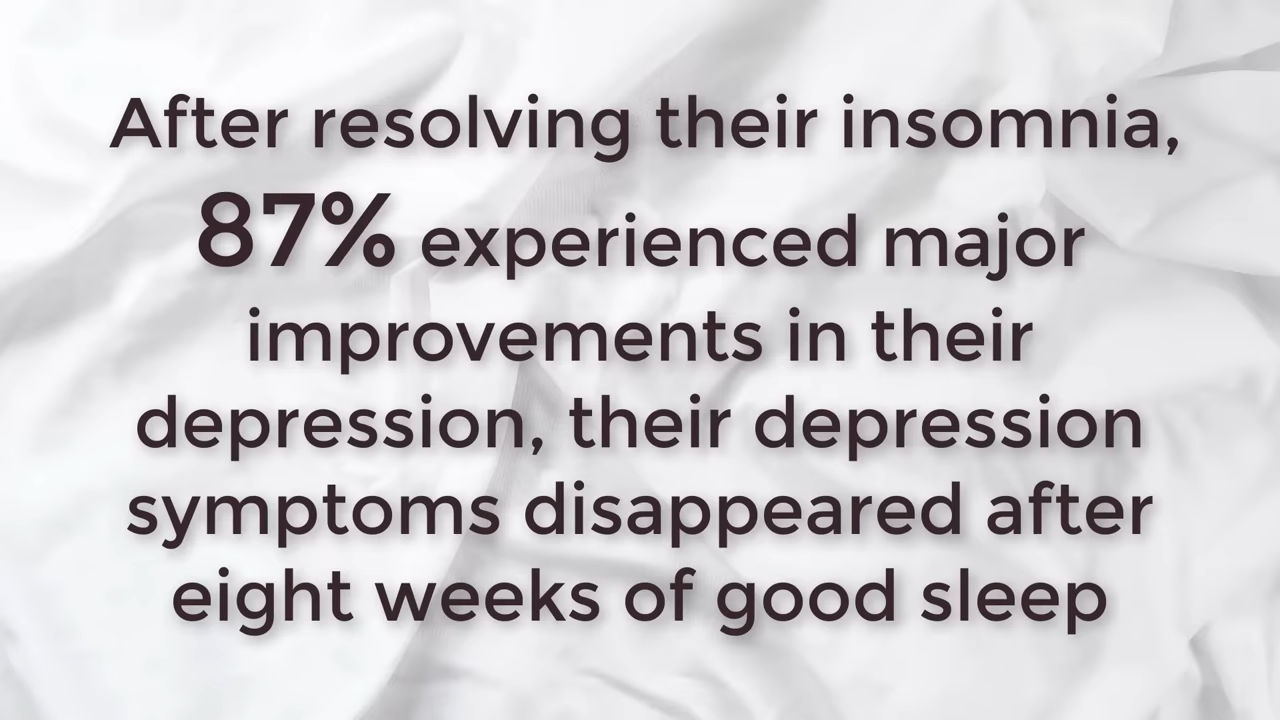 After resolving their insomnia,
87% experienced major
improvements in their
depression, their depression
symptoms disappeared after
eight weeks of good sleep